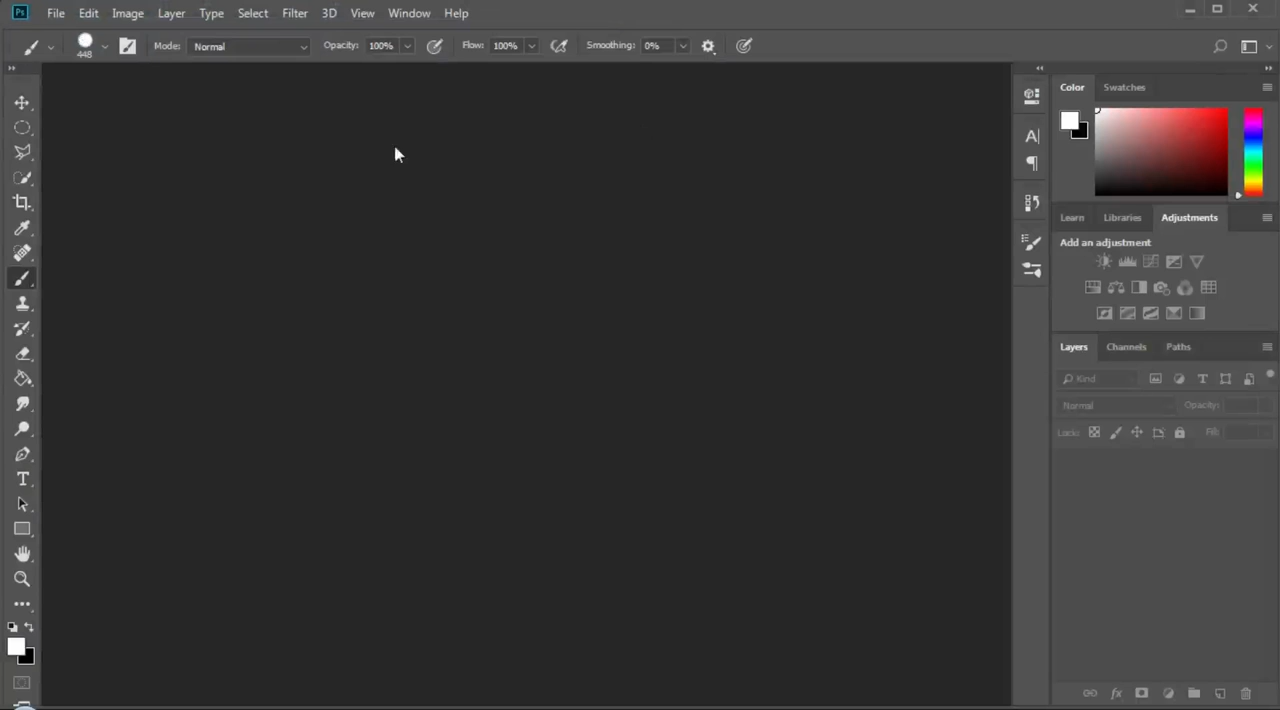 Ps File Edit Image Layer Type Select Filter 3D View Window Help
448 Mode: Normal Opacity: 100% Flow: 100% Smoothing: 0%
Color Swatches
Learn Libraries Adjustments
Add an adjustment
Layers Channels Paths
Kind
Normal Opacity:
Lock: Fill: